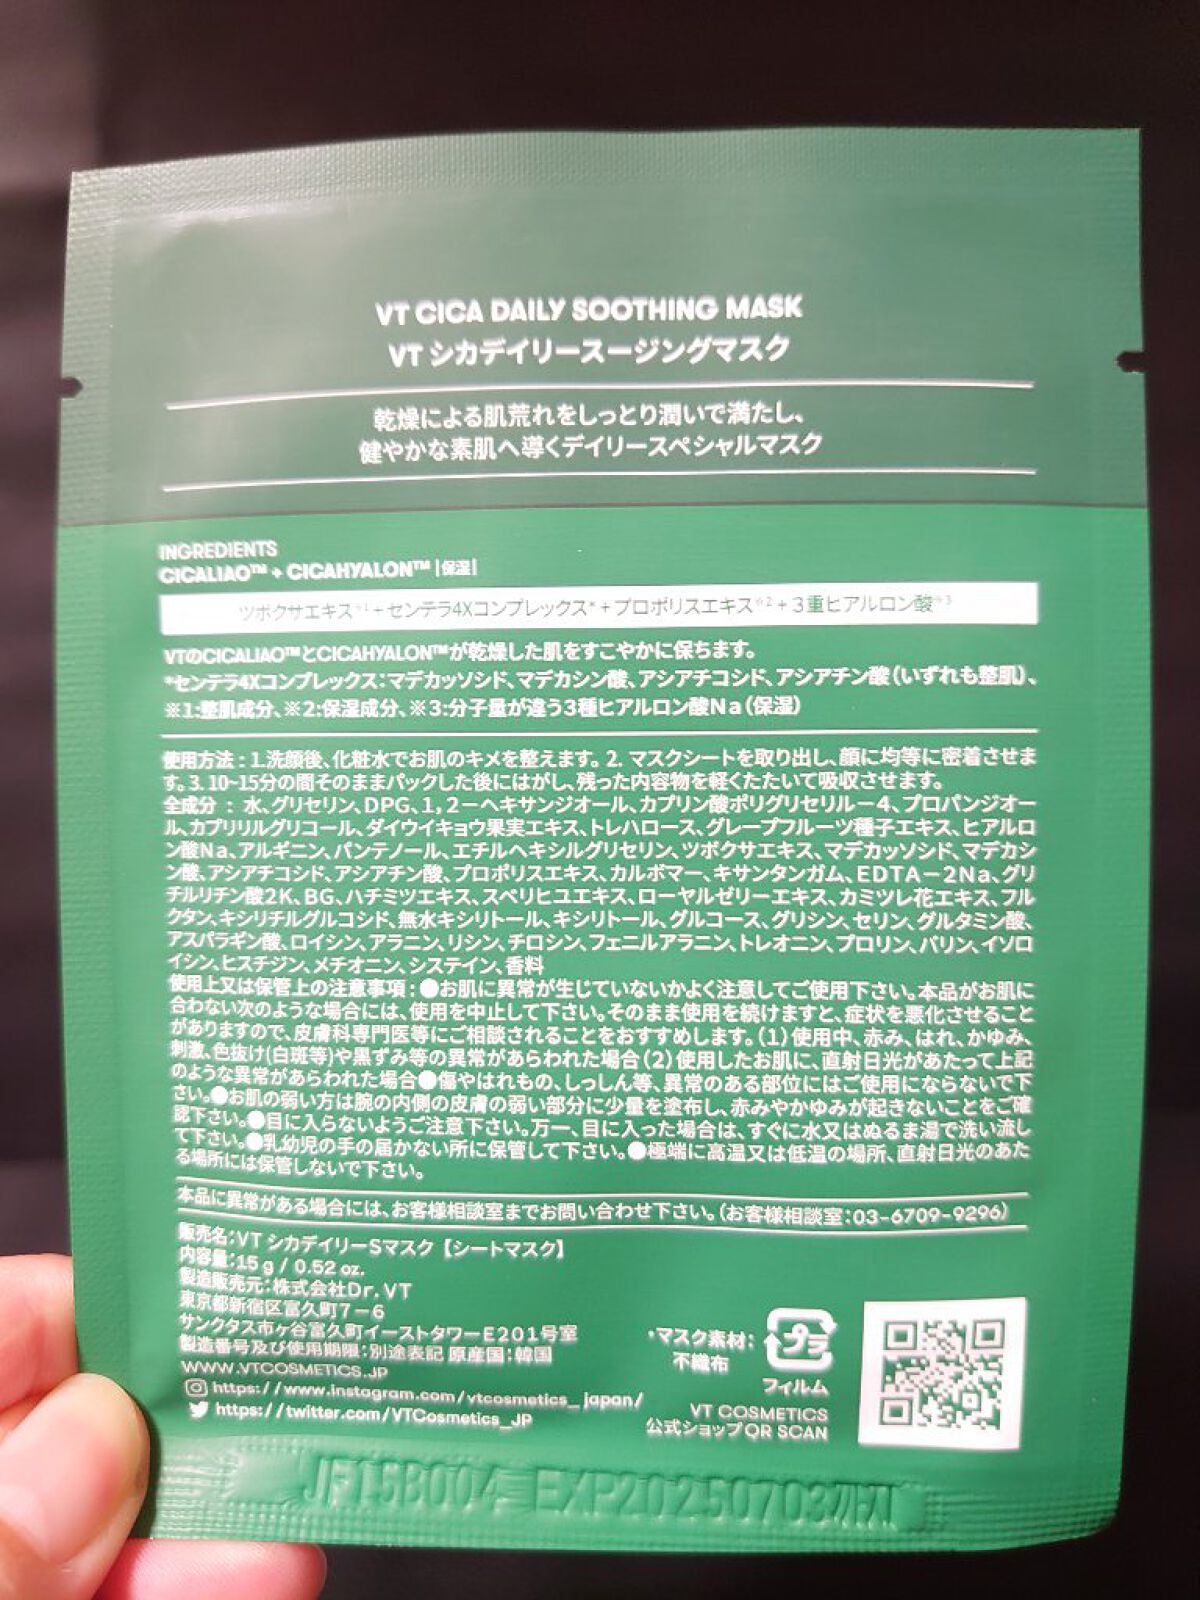 VT CICA DAILY SOOTHING MASK
VT シカデイリースージングマスク
乾燥による肌荒れをしっとり潤いで満たし、
健やかな素肌へ導くデイリースペシャルマスク
INGREDIENTS
CICALIAO™ + CICAHYALON™ |保湿|
ツボクサエキス※1 + センテラ4Xコンプレックス* + プロポリスエキス※2 + 3重ヒアルロン酸※3
VTのCICALIAO™とCICAHYALON™が乾燥した肌をすこやかに保ちます。
*センテラ4Xコンプレックス:マデカッソシド、マデカシン酸、アシアチコシド、アシアチン酸(いずれも整肌)、
※1:整肌成分、※2:保湿成分、※3:分子量が違う3種ヒアルロン酸Na(保湿)
使用方法 : 1.洗顔後、化粧水でお肌のキメを整えます。2. マスクシートを取り出し、顔に均等に密着させま
す。3. 10~15分の間そのままパックした後にはがし、残った内容物を軽くたたいて吸収させます。
全成分 : 水、グリセリン、DPG、1,2-ヘキサンジオール、カプリン酸ポリグリセリル-4、プロパンジオー
ル、カプリリルグリコール、ダイウイキョウ果実エキス、トレハロース、グレープフルーツ種子エキス、ヒアルロ
ン酸Na、アルギニン、パンテノール、エチルヘキシルグリセリン、ツボクサエキス、マデカッソシド、マデカシ
ン酸、アシアチコシド、アシアチン酸、プロポリスエキス、カルボマー、キサンタンガム、EDTA-2Na、グリ
チルリチン酸2K、BG、ハチミツエキス、スベリヒユエキス、ローヤルゼリーエキス、カミツレ花エキス、フル
クタン、キシリチルグルコシド、無水キシリトール、キシリトール、グルコース、グリシン、セリン、グルタミン酸、
アスパラギン酸、ロイシン、アラニン、リシン、チロシン、フェニルアラニン、トレオニン、プロリン、バリン、イソロ
イシン、ヒスチジン、メチオニン、システイン、香料
使用上又は保管上の注意事項 : ●お肌に異常が生じていないかよく注意してご使用下さい。本品がお肌に
合わない次のような場合には、使用を中止して下さい。そのまま使用を続けますと、症状を悪化させること
がありますので、皮膚科専門医等にご相談されることをおすすめします。(1)使用中、赤み、はれ、かゆみ、
刺激、色抜け(白斑等)や黒ずみ等の異常があらわれた場合(2)使用したお肌に、直射日光があたって上記
のような異常があらわれた場合●傷やはれもの、しっしん等、異常のある部位にはご使用にならないで下
さい。●お肌の弱い方は腕の内側の皮膚の弱い部分に少量を塗布し、赤みやかゆみが起きないことをご確
認下さい。●目に入らないようご注意下さい。万一、目に入った場合は、すぐに水又はぬるま湯で洗い流し
て下さい。●乳幼児の手の届かない所に保管して下さい。●極端に高温又は低温の場所、直射日光のあた
る場所には保管しないで下さい。
本品に異常がある場合には、お客様相談室までお問い合わせ下さい。(お客様相談室:03-6709-9296)
販売名:VT シカデイリーSマスク【シートマスク】
内容量:15 g / 0.52 oz.
製造販売元:株式会社Dr.VT
東京都新宿区富久町7-6
サンクタス市ヶ谷富久町イーストタワーE201号室
製造番号及び使用期限:別途表記 原産国:韓国
WWW.VTCOSMETICS.JP
https://www.instagram.com/vtcosmetics_japan/
https://twitter.com/VTCosmetics_JP
・マスク素材:
不織布
プラ
フィルム
VT COSMETICS
公式ショップQR SCAN
JF15B004 EXP20250703까지